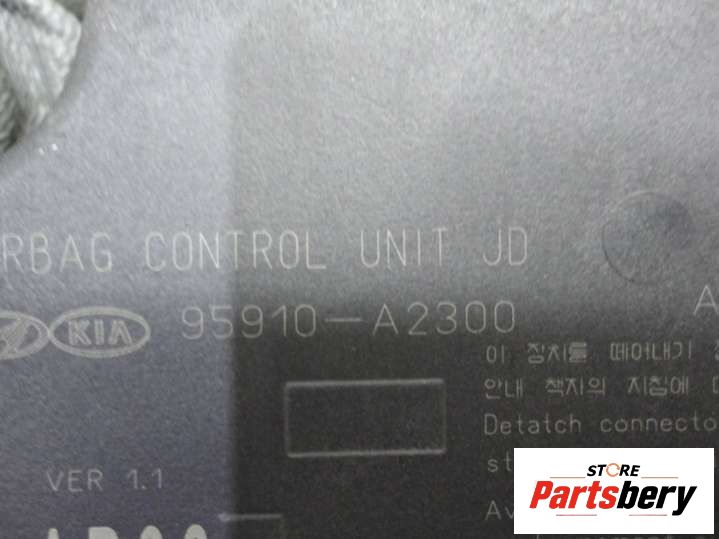 RBAG CONTROL UNIT JD
KIA 95910-A2300
이 장치를 떼어내기
안내 책자의 지침에
Detatch connecto
VER 1.1
STORE
Partsbery